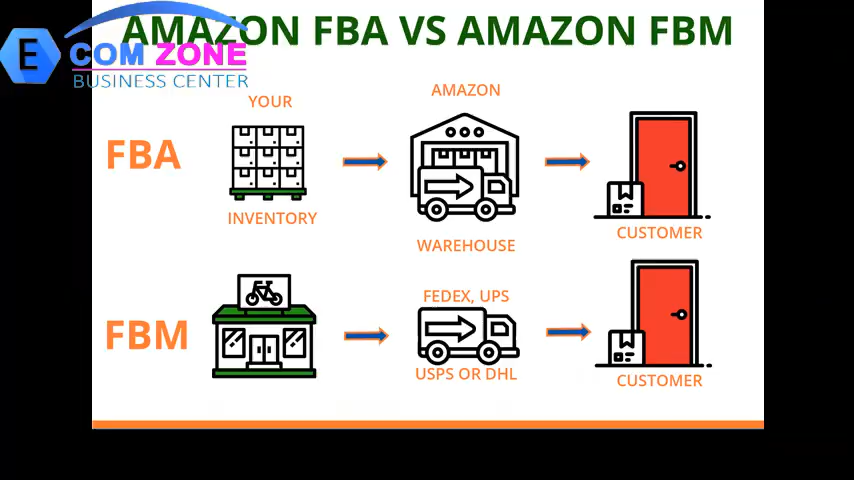 AMAZON FBA VS AMAZON FBM
E COM ZONE
BUSINESS CENTER
YOUR
AMAZON
FBA
INVENTORY
WAREHOUSE
CUSTOMER
FEDEX, UPS
FBM
USPS OR DHL
CUSTOMER